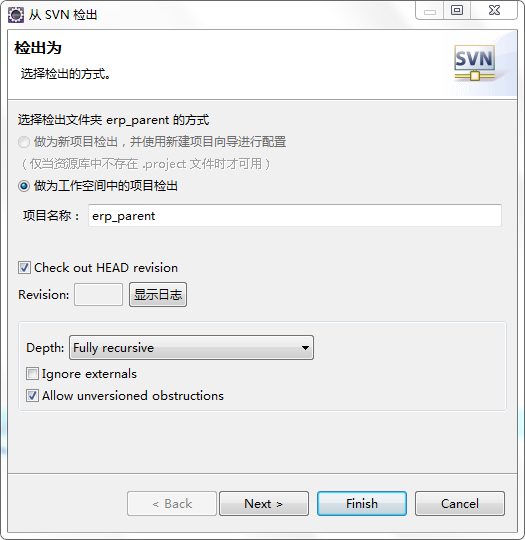 从 SVN 检出
检出为
选择检出的方式。
SVN
选择检出文件夹 erp_parent 的方式
做为新项目检出，并使用新建项目向导进行配置
（仅当资源库中不存在 .project 文件时才可用）
做为工作空间中的项目检出
项目名称： erp_parent
Check out HEAD revision
Revision: 显示日志
Depth: Fully recursive
Ignore externals
Allow unversioned obstructions
< Back Next > Finish Cancel